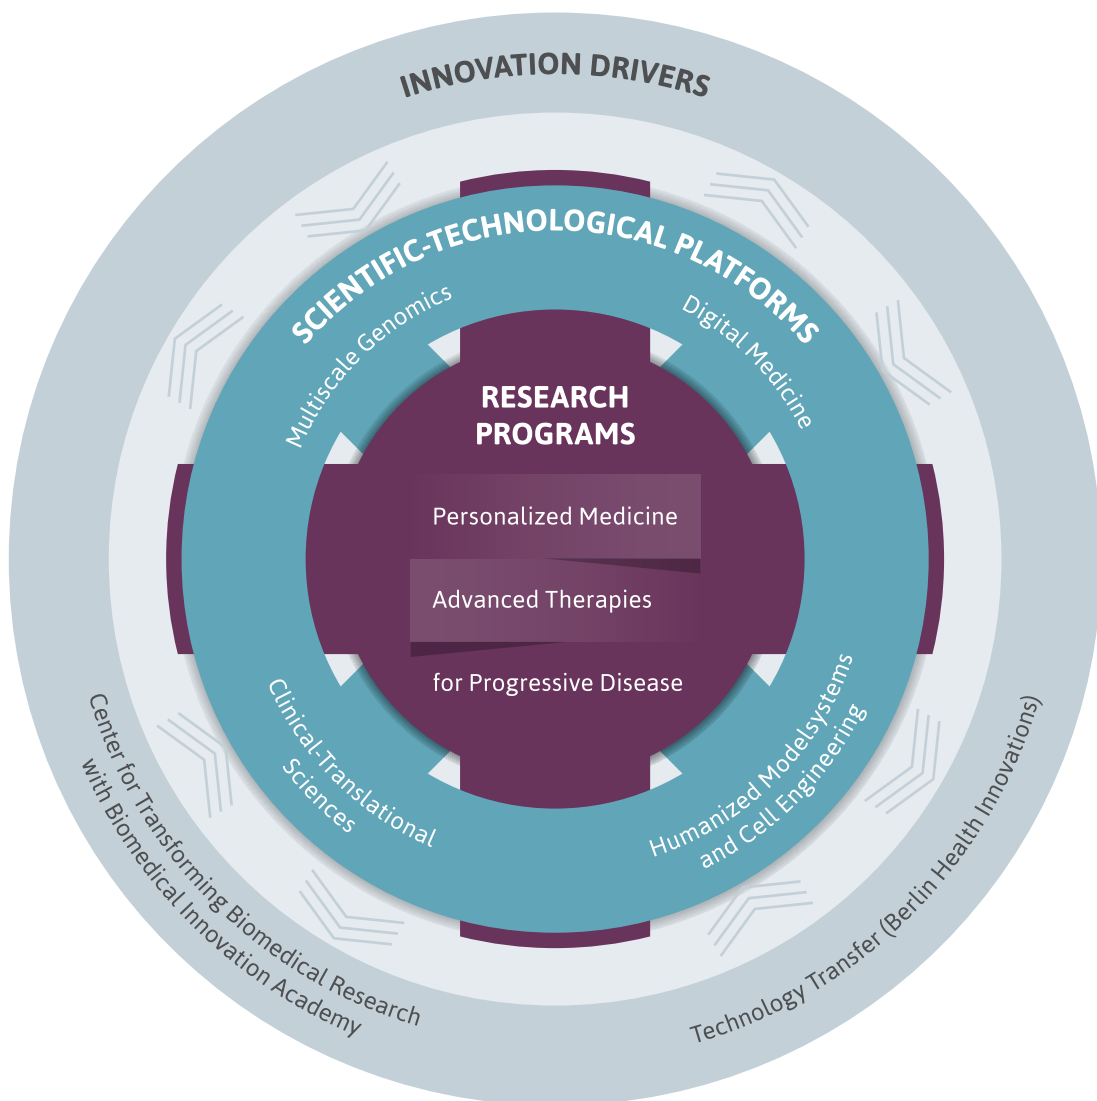 INNOVATION DRIVERS
SCIENTIFIC-TECHNOLOGICAL PLATFORMS
Multiscale Genomics
Digital Medicine
RESEARCH
PROGRAMS
Personalized Medicine
Advanced Therapies
for Progressive Disease
Clinical-Translational
Sciences
Humanized Modelsystems
and Cell Engineering
Center for Transforming Biomedical Research
with Biomedical Innovation Academy
Technology Transfer (Berlin Health Innovations)